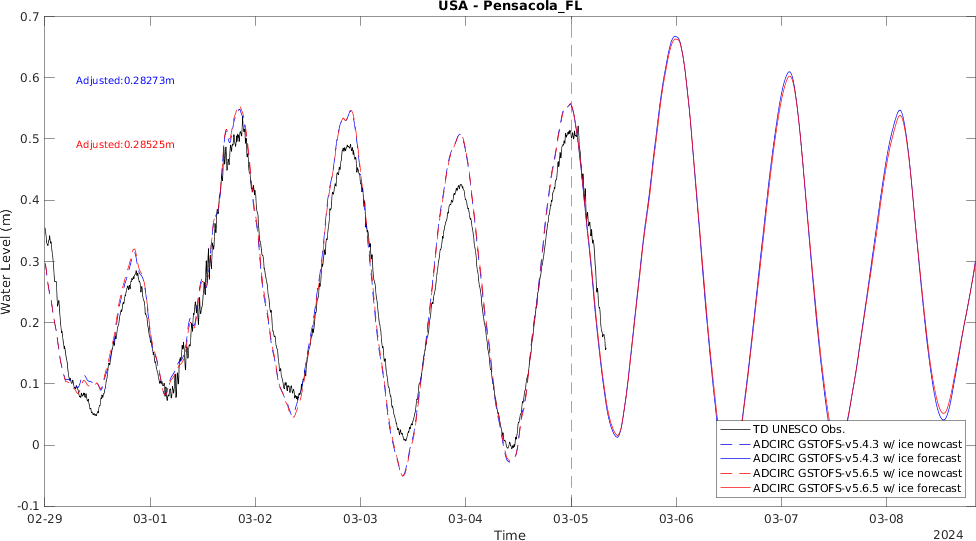 USA - Pensacola_FL
0.7
0.6
0.5
0.4
0.3
0.2
0.1
0
-0.1
Water Level (m)
Adjusted:0.28273m
Adjusted:0.28525m
TD UNESCO Obs.
ADCIRC GSTOFS-v5.4.3 w/ ice nowcast
ADCIRC GSTOFS-v5.4.3 w/ ice forecast
ADCIRC GSTOFS-v5.6.5 w/ ice nowcast
ADCIRC GSTOFS-v5.6.5 w/ ice forecast
02-29 03-01 03-02 03-03 03-04 03-05 03-06 03-07 03-08
Time
2024